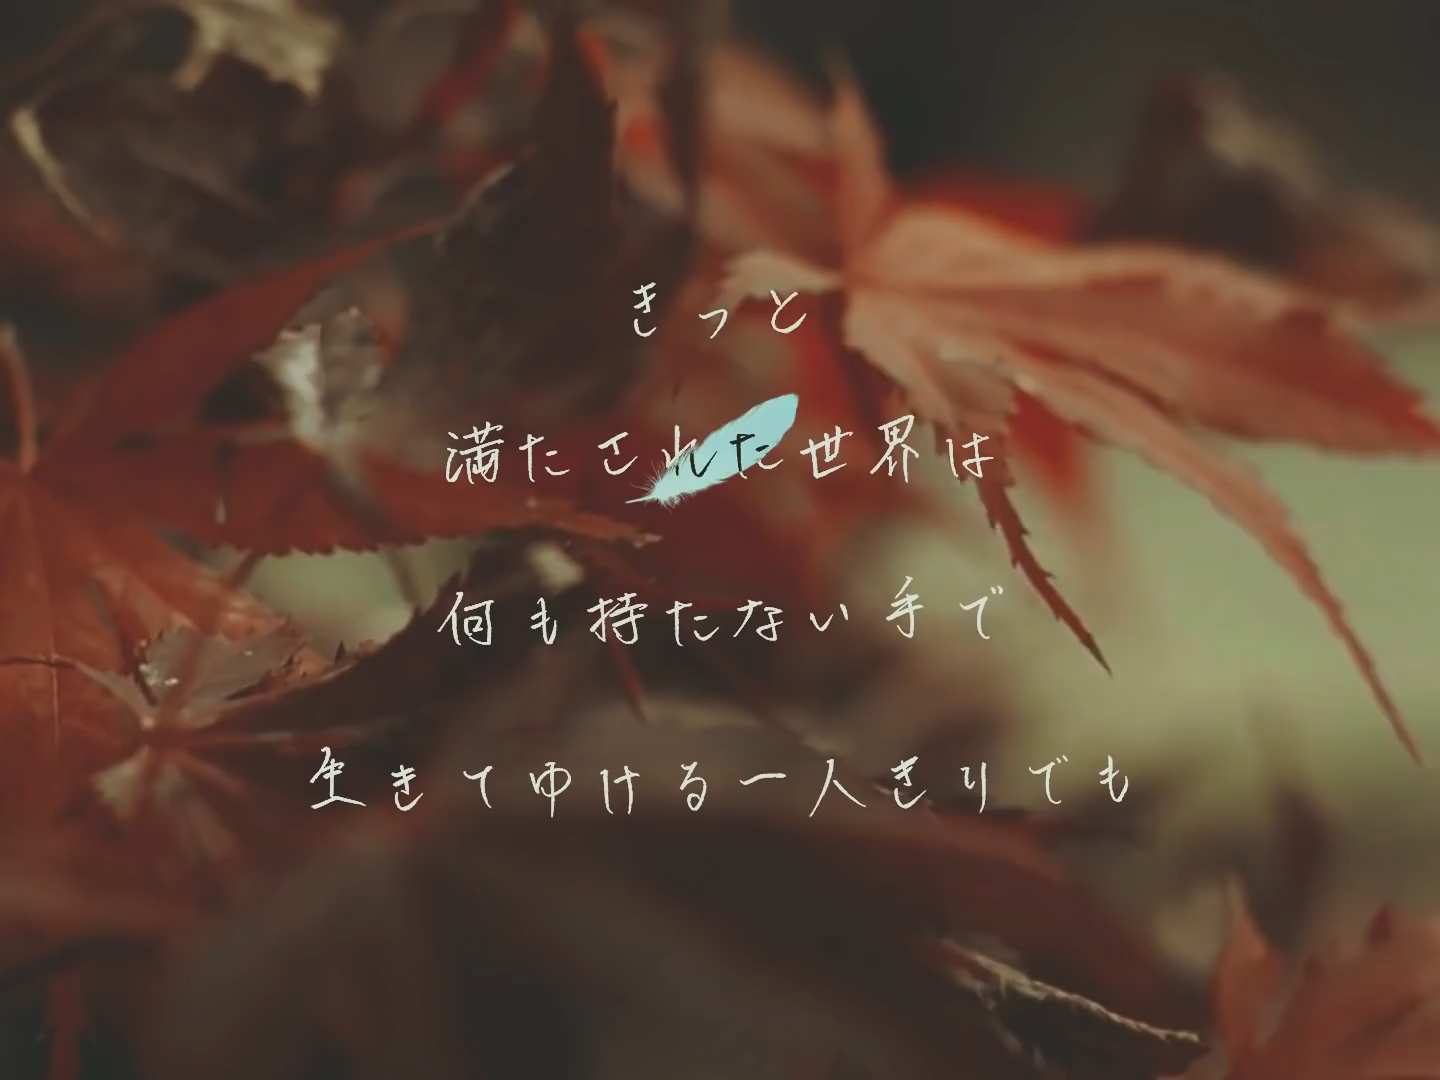 きっと
満たされた世界は
何も持たない手で
生きてゆける一人きりでも